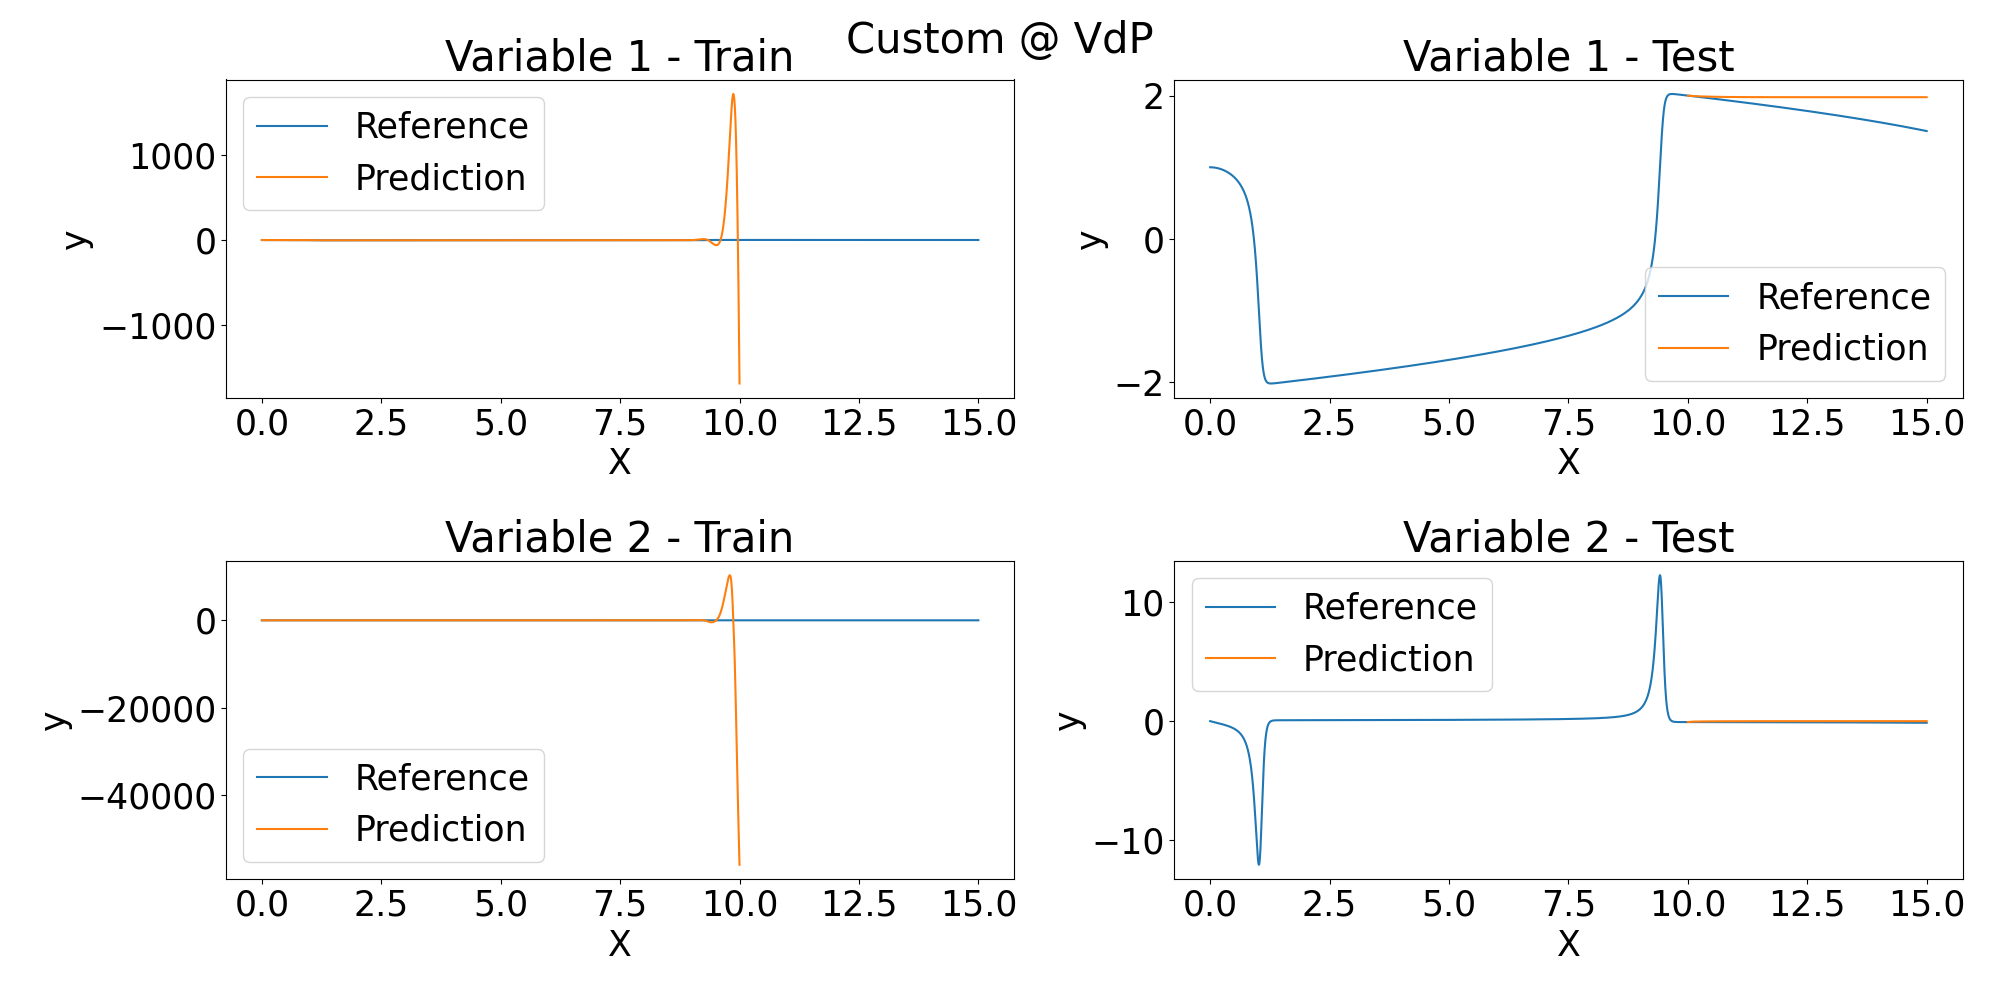 Custom @ VdP
Variable 1 - Train
Reference
Prediction
1000
0
−1000
y
0.0 2.5 5.0 7.5 10.0 12.5 15.0
X
Variable 1 - Test
2
0
−2
y
Reference
Prediction
0.0 2.5 5.0 7.5 10.0 12.5 15.0
X
Variable 2 - Train
0
−20000
−40000
y
Reference
Prediction
0.0 2.5 5.0 7.5 10.0 12.5 15.0
X
Variable 2 - Test
Reference
Prediction
10
0
−10
y
0.0 2.5 5.0 7.5 10.0 12.5 15.0
X